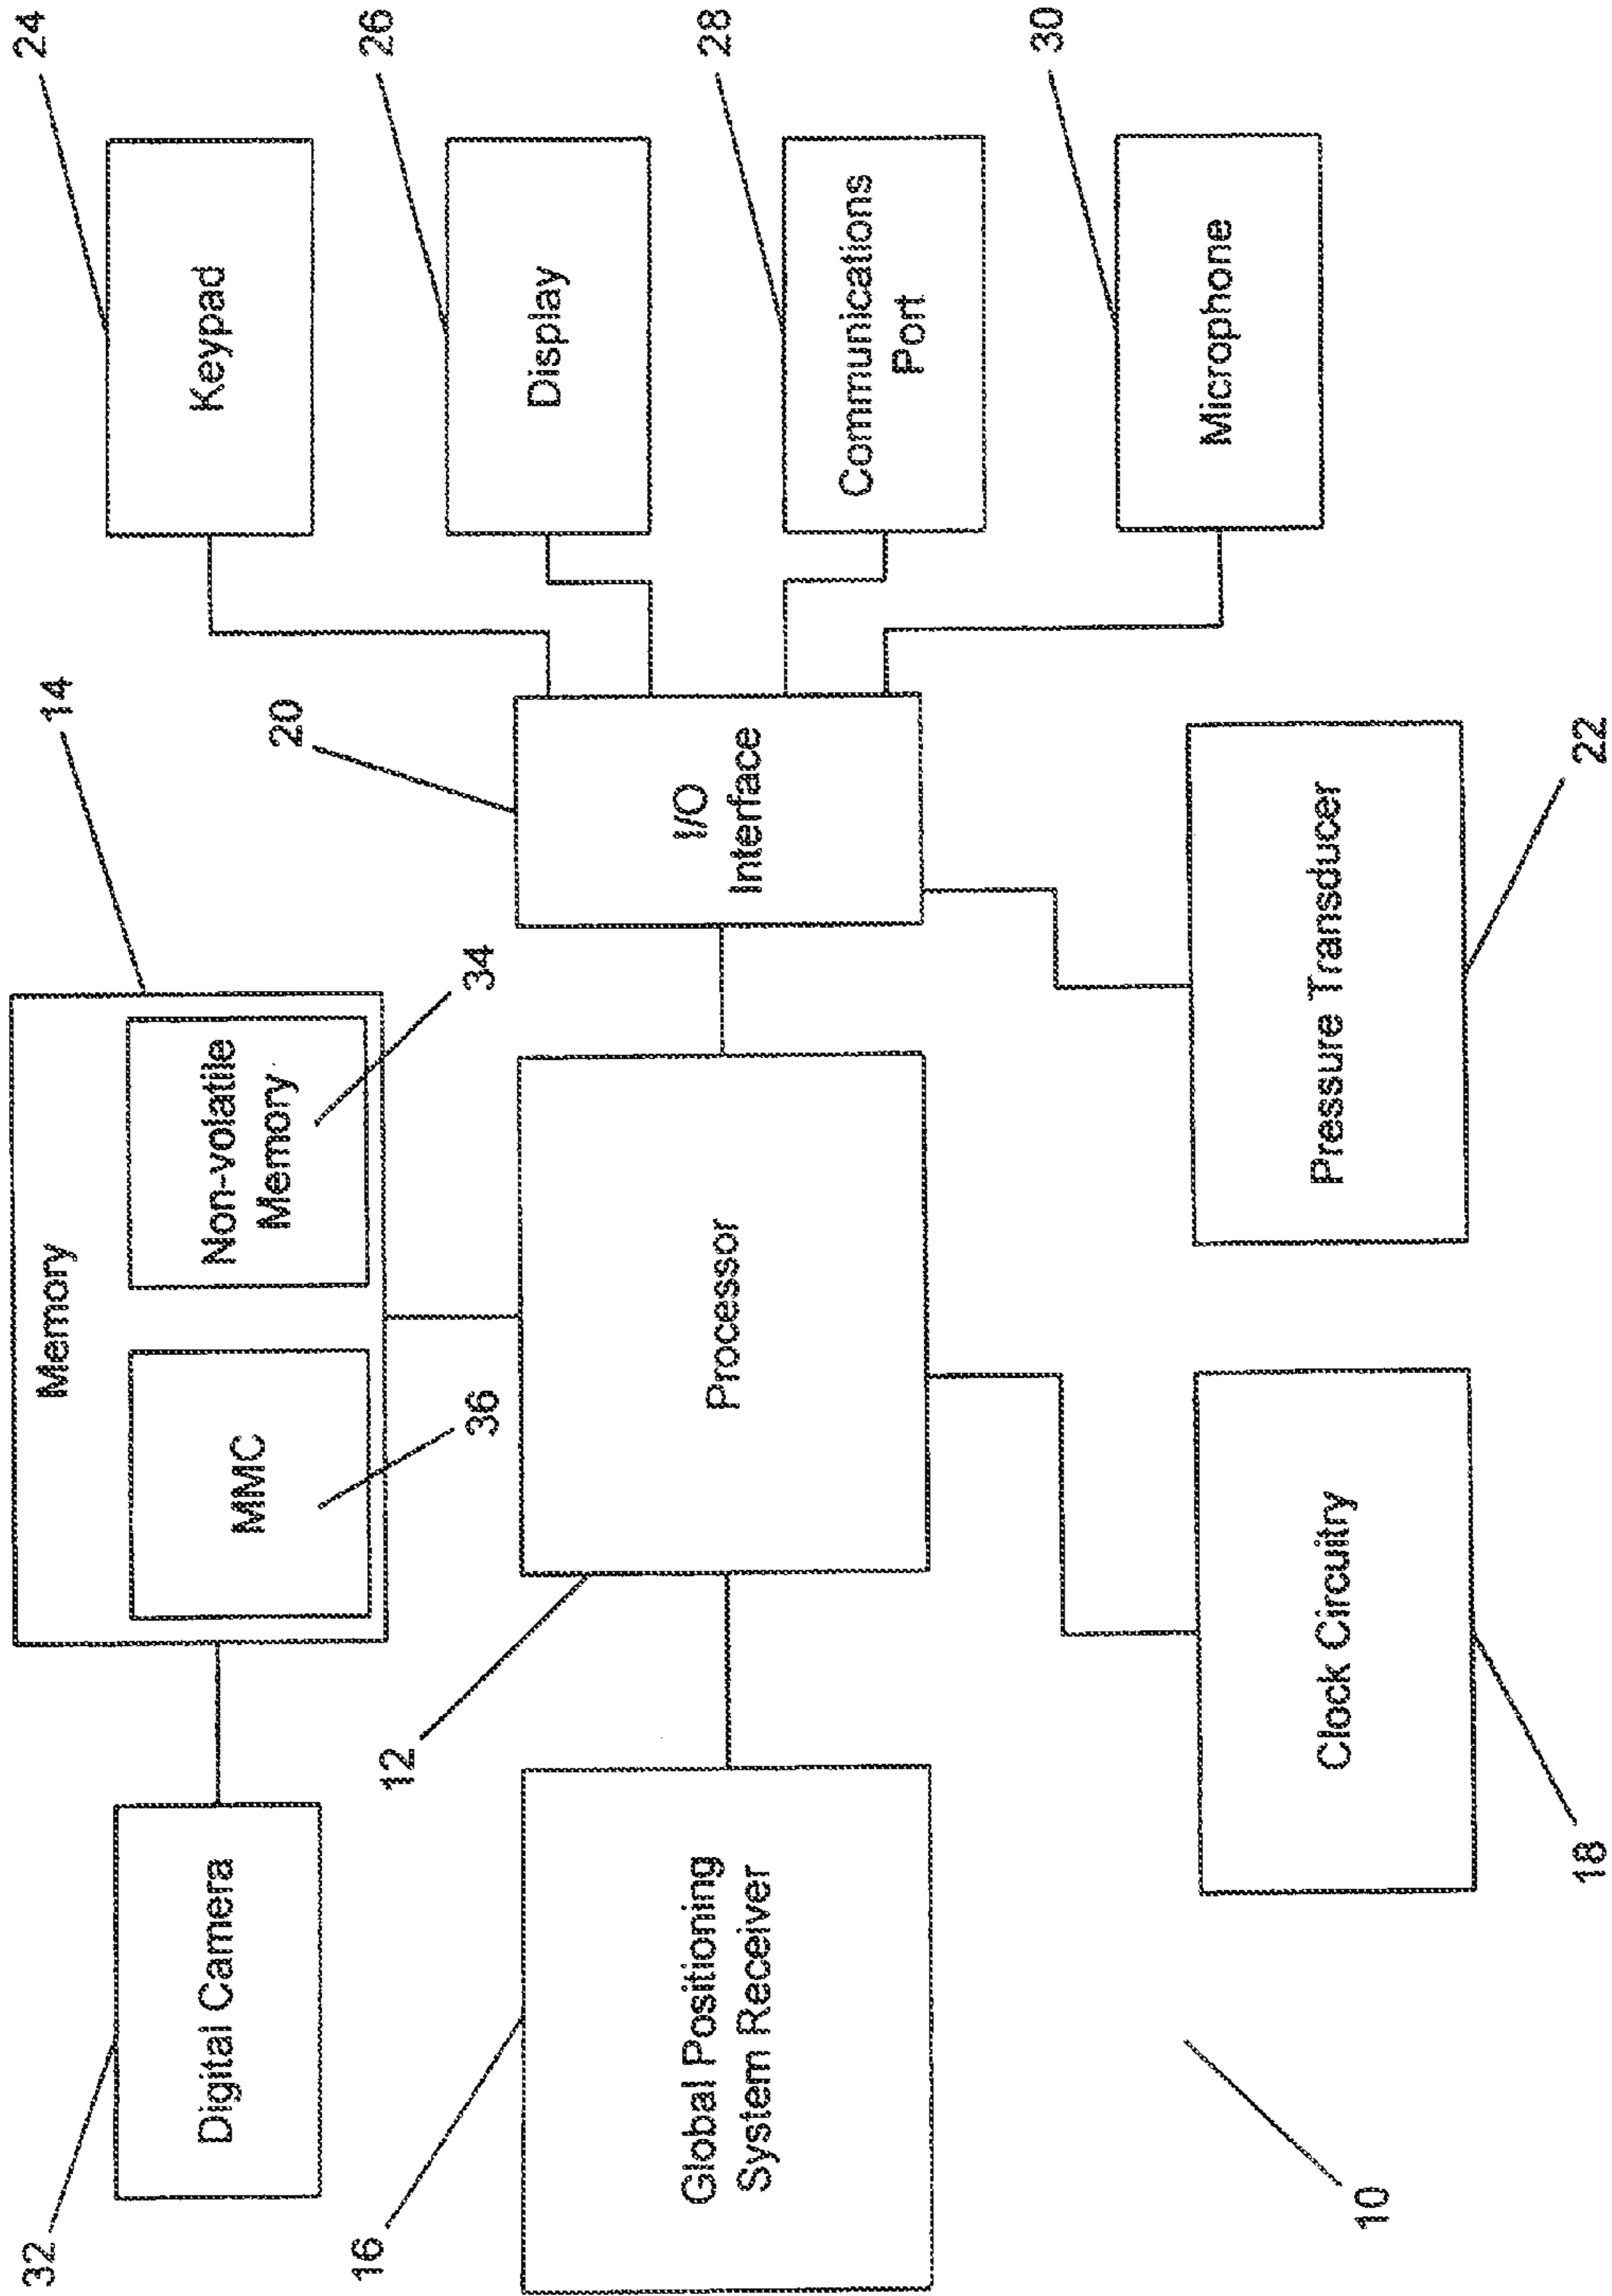 32
Digital Camera
Memory
14
MMC
Non-volatile
Memory
36
34
24
Keypad
16
Global Positioning
System Receiver
12
Processor
20
I/O
Interface
26
Display
28
Communications
Port
30
Microphone
10
18
Clock Circuitry
Pressure Transducer
22